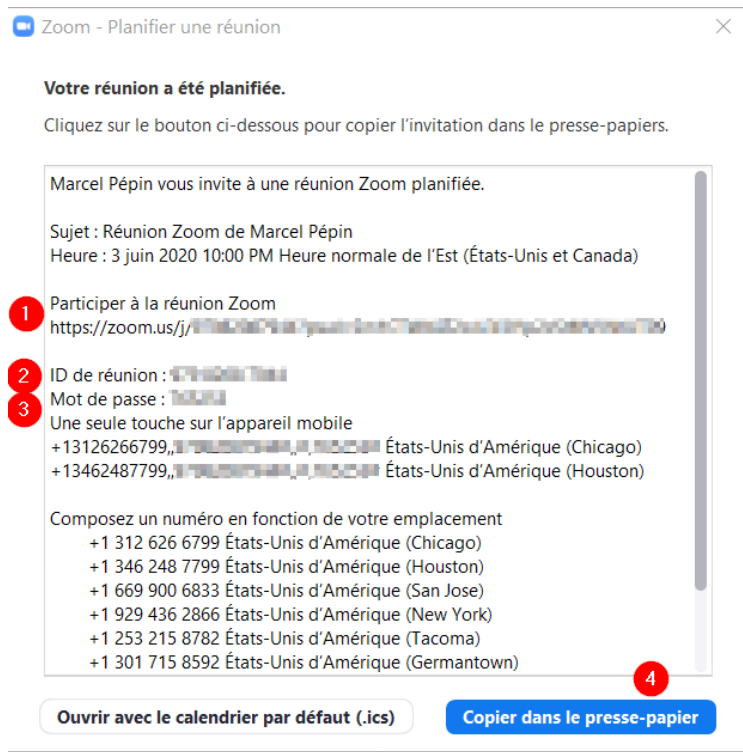 Zoom - Planifier une réunion
Votre réunion a été planifiée.
Cliquez sur le bouton ci-dessous pour copier l'invitation dans le presse-papiers.
Marcel Pépin vous invite à une réunion Zoom planifiée.
Sujet : Réunion Zoom de Marcel Pépin
Heure : 3 juin 2020 10:00 PM Heure normale de l'Est (États-Unis et Canada)
1 Participer à la réunion Zoom
https://zoom.us/j/
2 ID de réunion :
3 Mot de passe :
Une seule touche sur l'appareil mobile
+13126266799,, États-Unis d'Amérique (Chicago)
+13462487799,, États-Unis d'Amérique (Houston)
Composez un numéro en fonction de votre emplacement
+1 312 626 6799 États-Unis d'Amérique (Chicago)
+1 346 248 7799 États-Unis d'Amérique (Houston)
+1 669 900 6833 États-Unis d'Amérique (San Jose)
+1 929 436 2866 États-Unis d'Amérique (New York)
+1 253 215 8782 États-Unis d'Amérique (Tacoma)
+1 301 715 8592 États-Unis d'Amérique (Germantown)
4
Ouvrir avec le calendrier par défaut (.ics) Copier dans le presse-papier